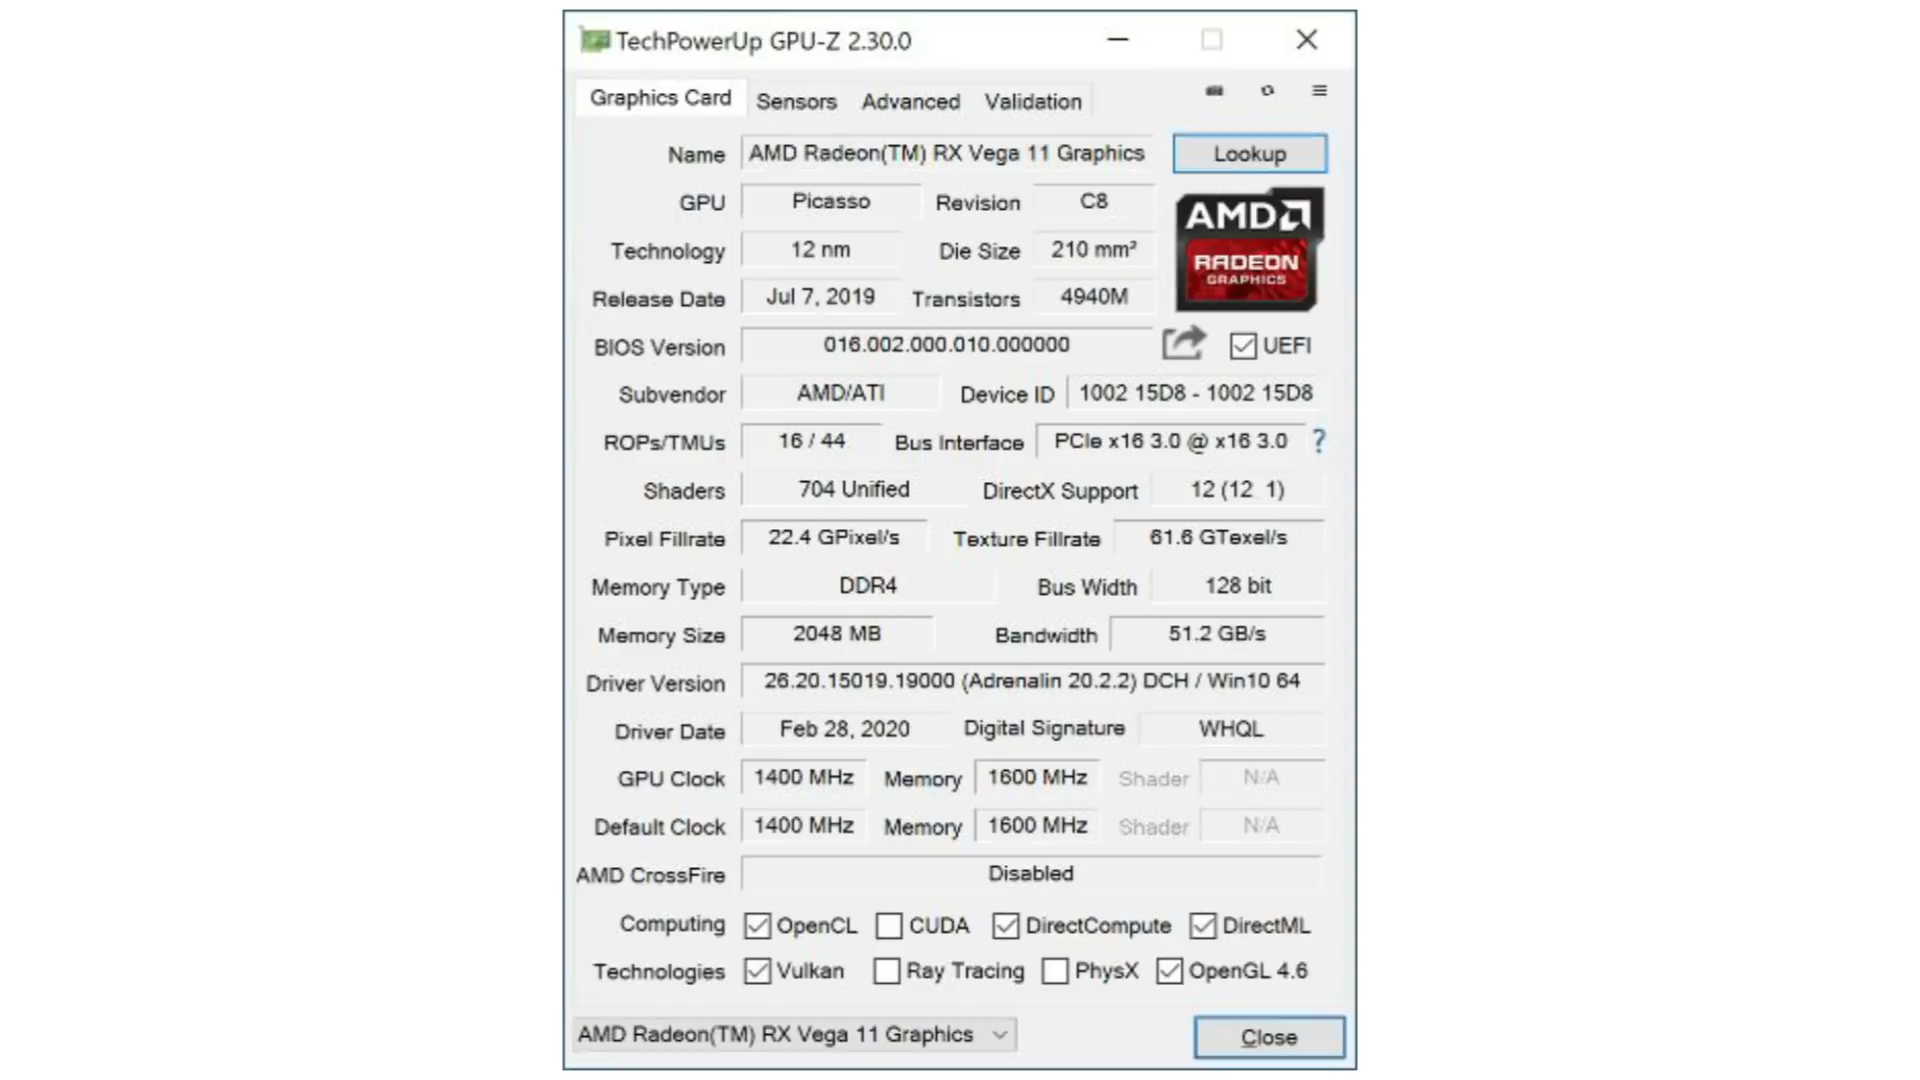 TechPowerUp GPU-Z 2.30.0
Graphics Card Sensors Advanced Validation
Name AMD Radeon(TM) RX Vega 11 Graphics Lookup
GPU Picasso Revision C8
AMD
RADEON
GRAPHICS
Technology 12 nm Die Size 210 mm²
Release Date Jul 7, 2019 Transistors 4940M
BIOS Version 016.002.000.010.000000 UEFI
Subvendor AMD/ATI Device ID 1002 15D8 - 1002 15D8
ROPs/TMUs 16 / 44 Bus Interface PCIe x16 3.0 @ x16 3.0 ?
Shaders 704 Unified DirectX Support 12 (12 1)
Pixel Fillrate 22.4 GPixel/s Texture Fillrate 61.6 GTexel/s
Memory Type DDR4 Bus Width 128 bit
Memory Size 2048 MB Bandwidth 51.2 GB/s
Driver Version 26.20.15019.19000 (Adrenalin 20.2.2) DCH / Win10 64
Driver Date Feb 28, 2020 Digital Signature WHQL
GPU Clock 1400 MHz Memory 1600 MHz Shader N/A
Default Clock 1400 MHz Memory 1600 MHz Shader N/A
AMD CrossFire Disabled
Computing OpenCL CUDA DirectCompute DirectML
Technologies Vulkan Ray Tracing PhysX OpenGL 4.6
AMD Radeon(TM) RX Vega 11 Graphics Close